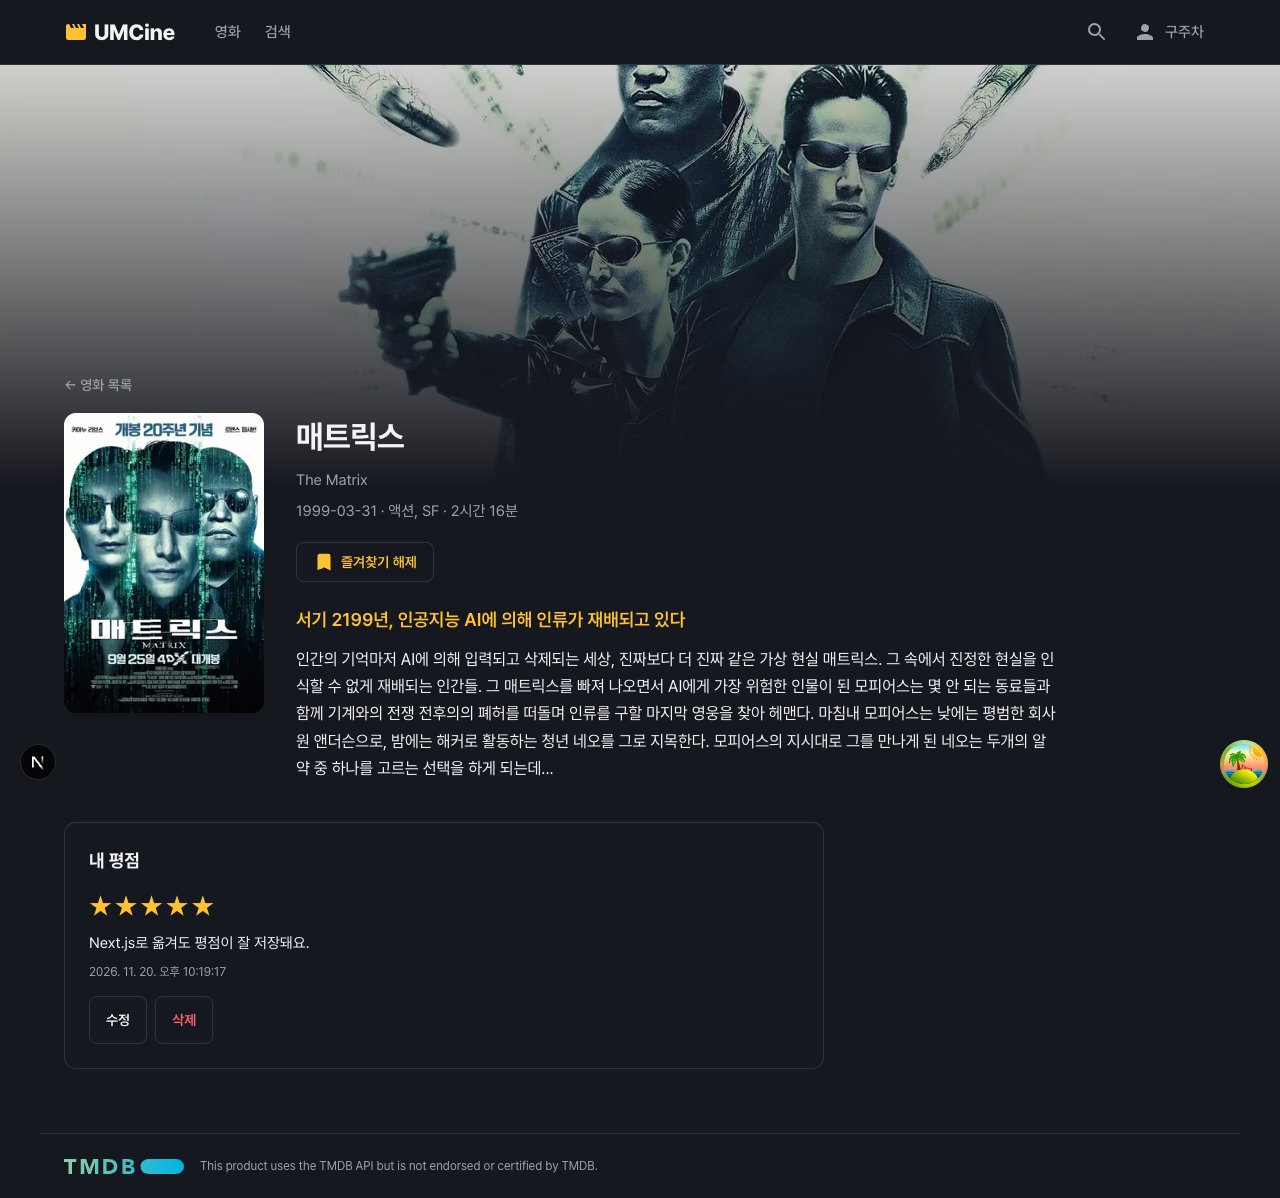 UMCine
영화
검색
구주차
← 영화 목록
개봉 20주년 기념
매트릭스
MATRIX
9월 25일 4DX 대개봉
매트릭스
The Matrix
1999-03-31 · 액션, SF · 2시간 16분
즐겨찾기 해제
서기 2199년, 인공지능 AI에 의해 인류가 재배되고 있다
인간의 기억마저 AI에 의해 입력되고 삭제되는 세상, 진짜보다 더 진짜 같은 가상 현실 매트릭스. 그 속에서 진정한 현실을 인
식할 수 없게 재배되는 인간들. 그 매트릭스를 빠져 나오면서 AI에게 가장 위험한 인물이 된 모피어스는 몇 안 되는 동료들과
함께 기계와의 전쟁 전후의의 폐허를 떠돌며 인류를 구할 마지막 영웅을 찾아 헤맨다. 마침내 모피어스는 낮에는 평범한 회사
원 앤더슨으로, 밤에는 해커로 활동하는 청년 네오를 그로 지목한다. 모피어스의 지시대로 그를 만나게 된 네오는 두개의 알
약 중 하나를 고르는 선택을 하게 되는데...
N
내 평점
★★★★★
Next.js로 옮겨도 평점이 잘 저장돼요.
2026. 11. 20. 오후 10:19:17
수정
삭제
TMDB
This product uses the TMDB API but is not endorsed or certified by TMDB.